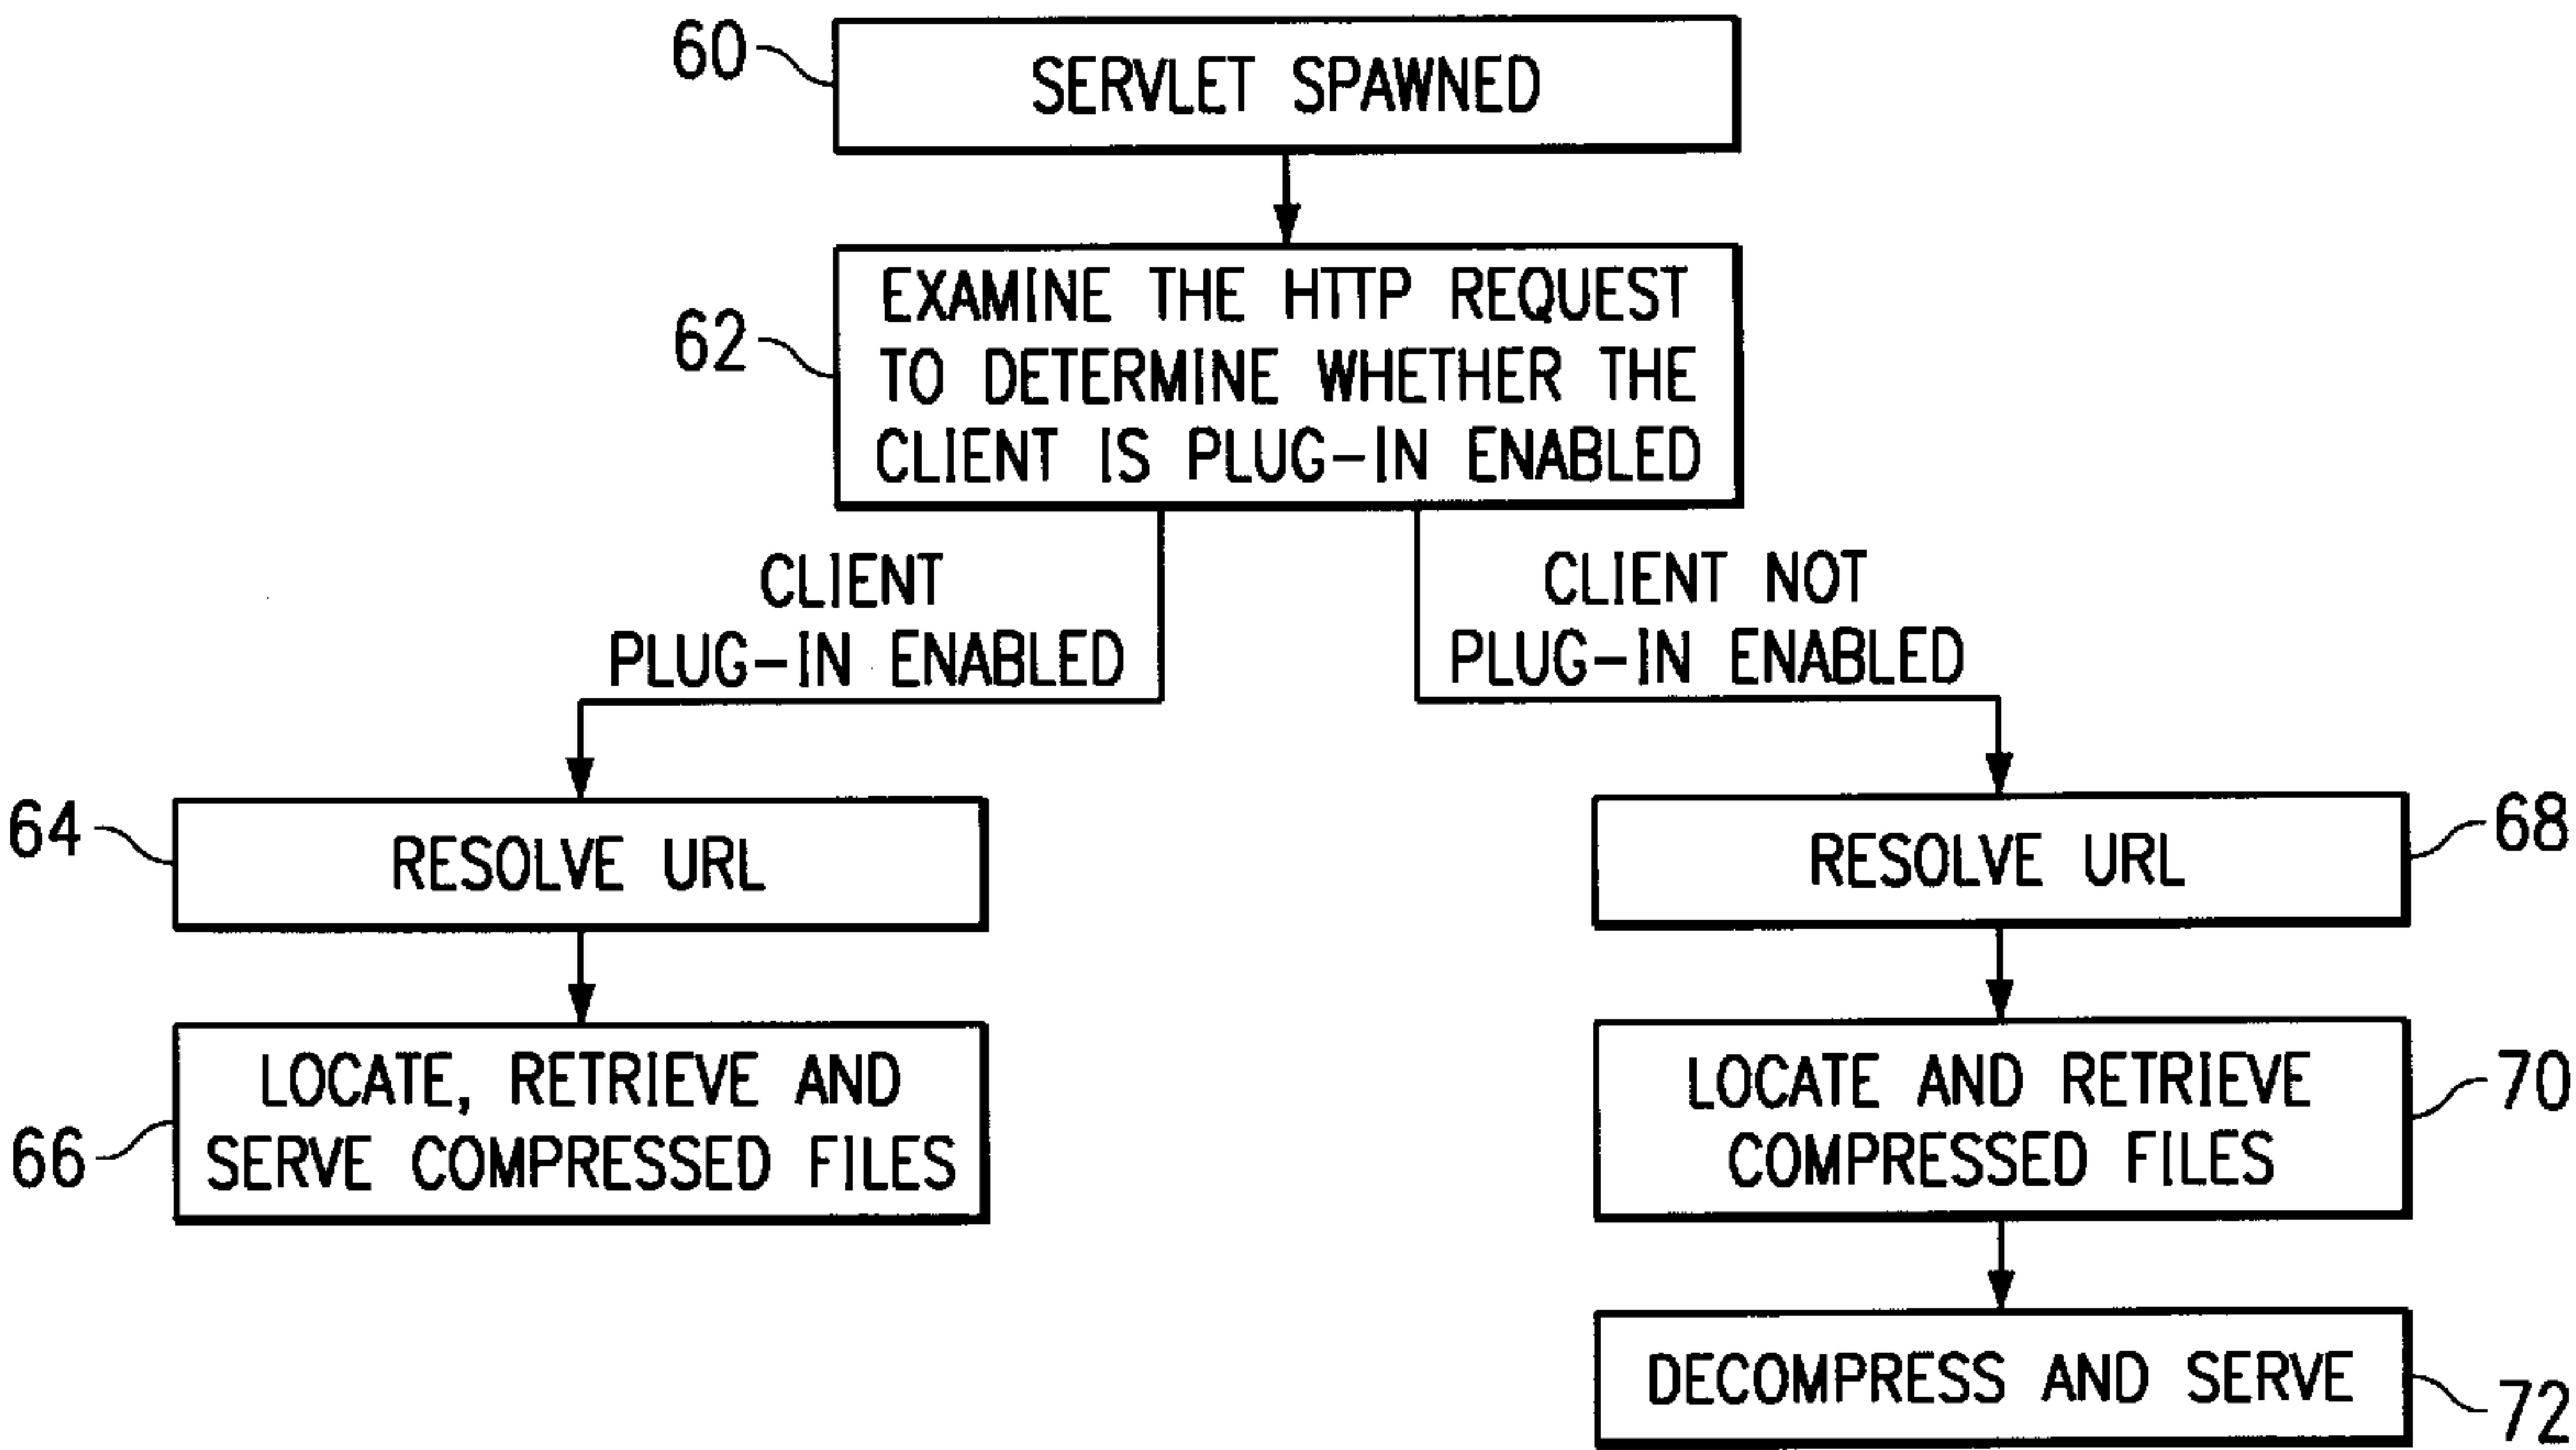 60
SERVLET SPAWNED
62
EXAMINE THE HTTP REQUEST
TO DETERMINE WHETHER THE
CLIENT IS PLUG-IN ENABLED
CLIENT
PLUG-IN ENABLED
CLIENT NOT
PLUG-IN ENABLED
64
RESOLVE URL
RESOLVE URL
68
66
LOCATE, RETRIEVE AND
SERVE COMPRESSED FILES
LOCATE AND RETRIEVE
COMPRESSED FILES
70
DECOMPRESS AND SERVE
72